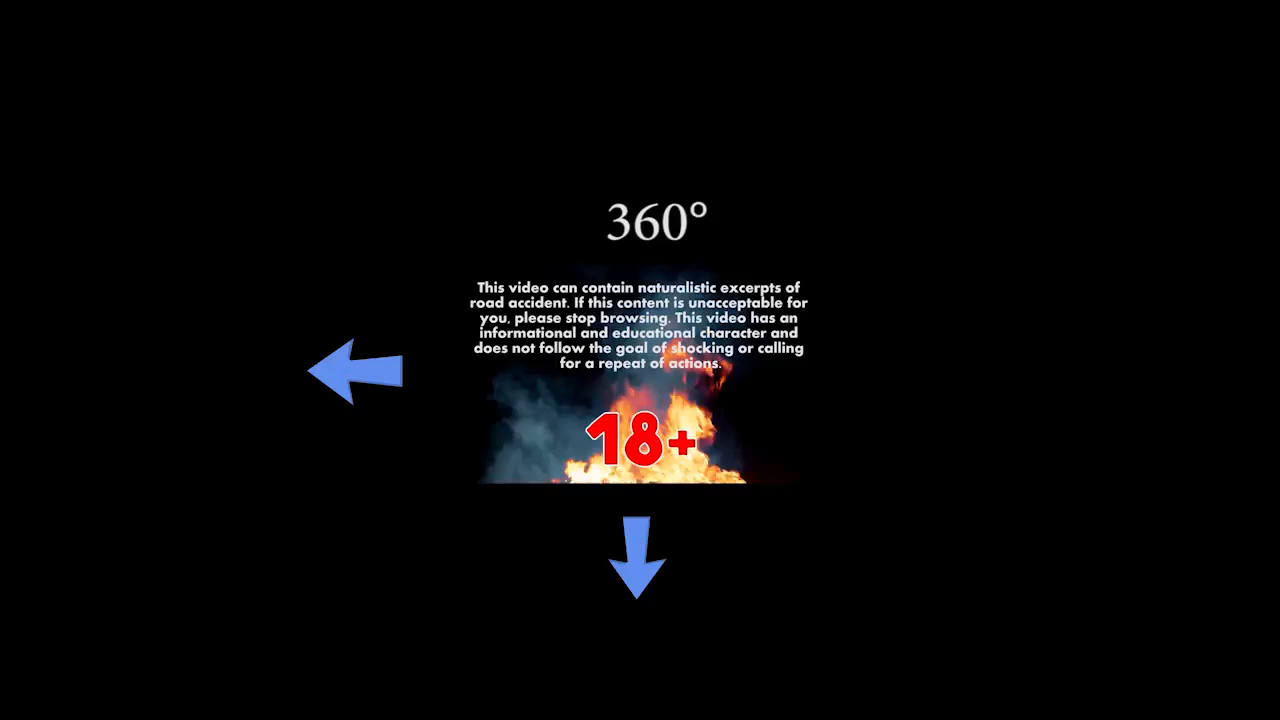 360°
This video can contain naturalistic excerpts of
road accident. If this content is unacceptable for
you, please stop browsing. This video has an
informational and educational character and
does not follow the goal of shocking or calling
for a repeat of actions.
18+